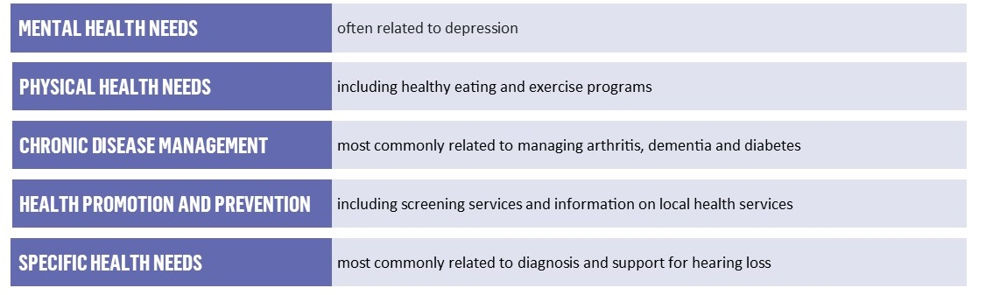 MENTAL HEALTH NEEDS often related to depression
PHYSICAL HEALTH NEEDS including healthy eating and exercise programs
CHRONIC DISEASE MANAGEMENT most commonly related to managing arthritis, dementia and diabetes
HEALTH PROMOTION AND PREVENTION including screening services and information on local health services
SPECIFIC HEALTH NEEDS most commonly related to diagnosis and support for hearing loss